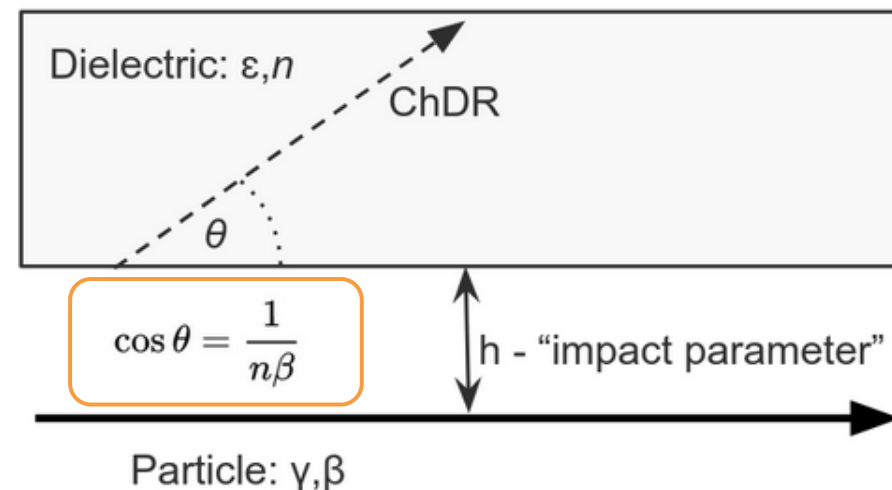 Dielectric: ε,n
ChDR
θ
cos θ = 1/nβ
h - “impact parameter”
Particle: γ,β